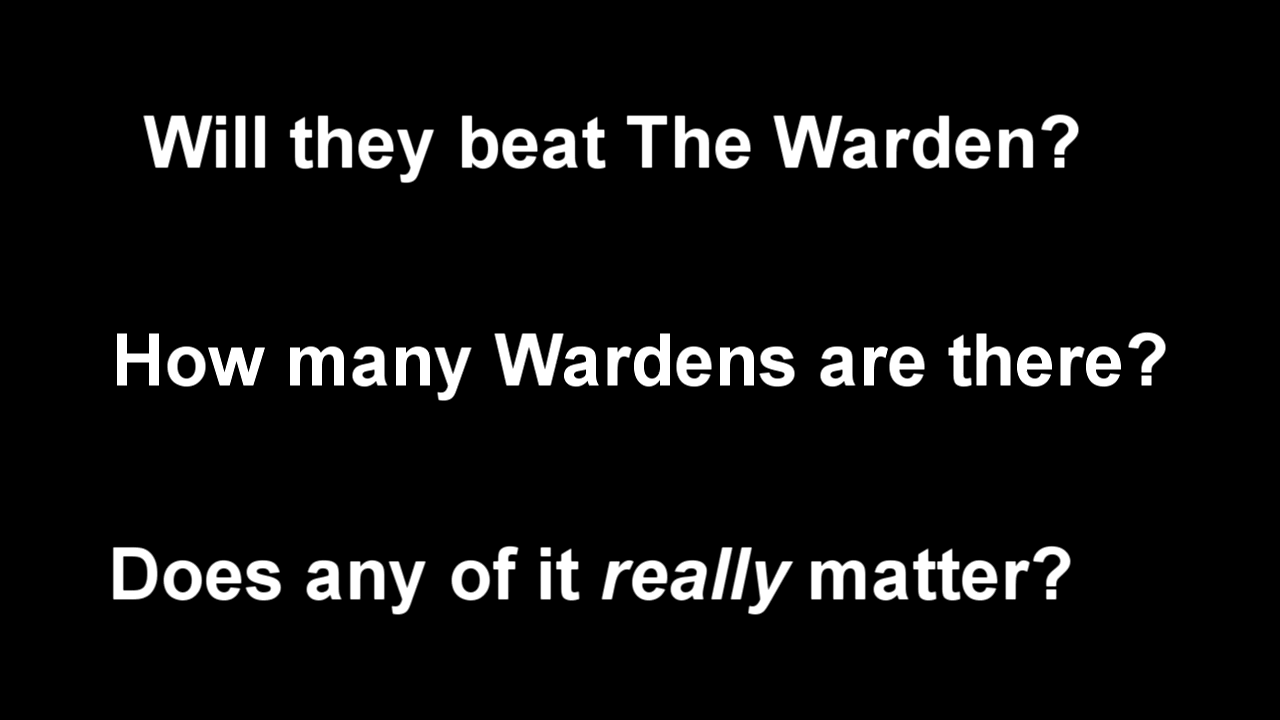 Will they beat The Warden?
How many Wardens are there?
Does any of it really matter?